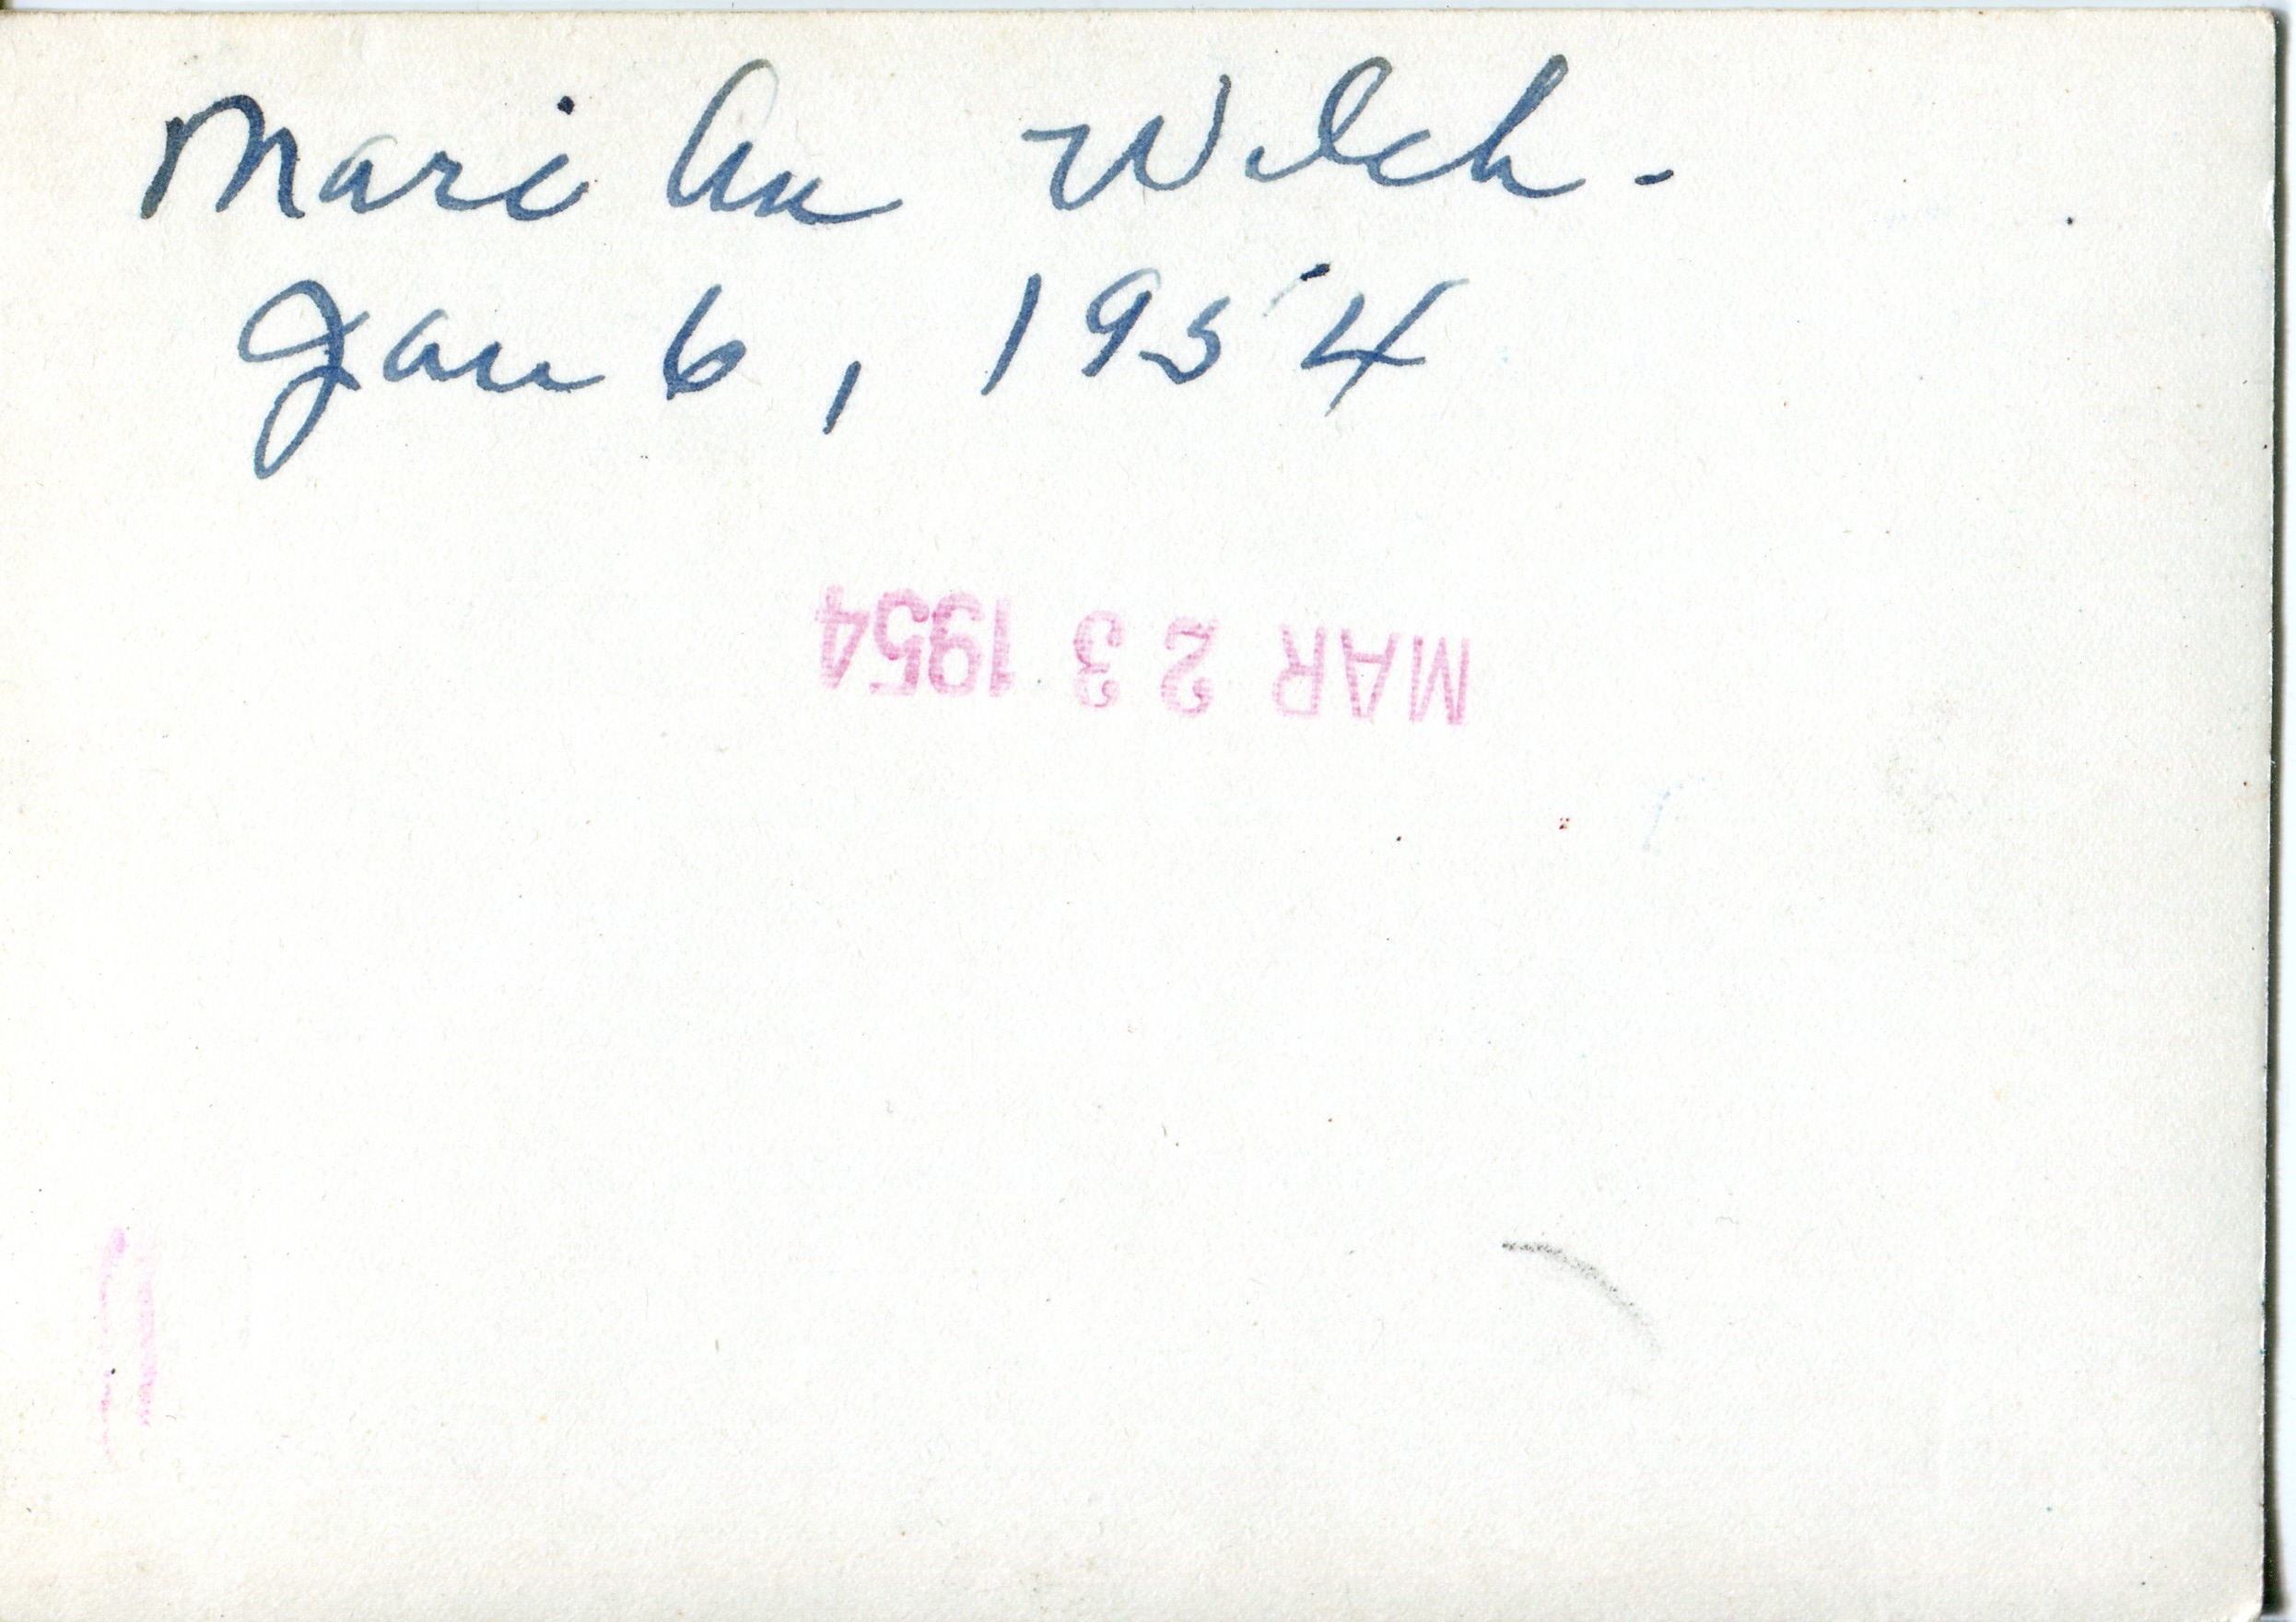 Mari Ann Welch -
Jan 6, 1954
MAR 23 1954